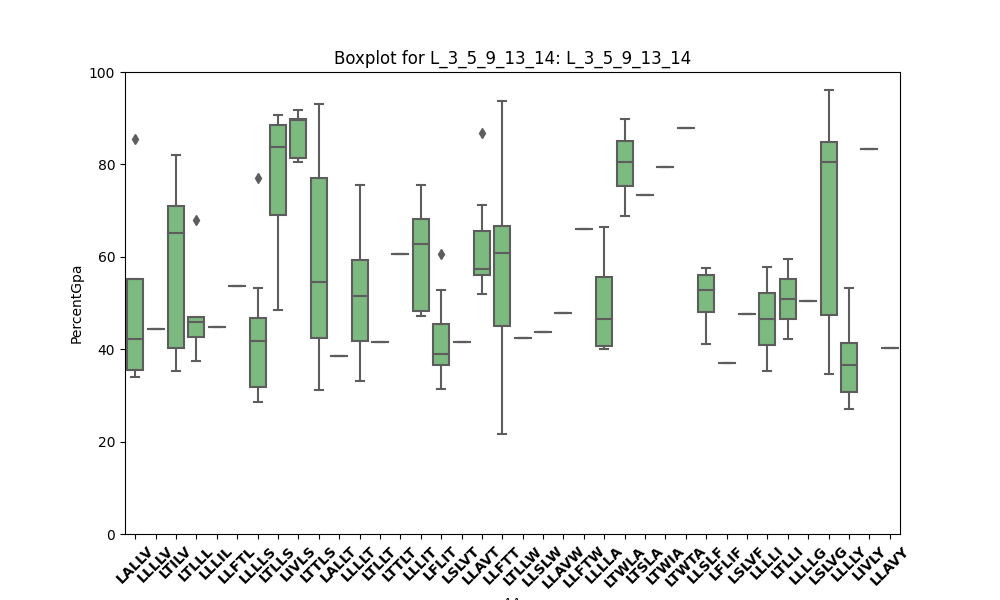 Boxplot for L_3_5_9_13_14: L_3_5_9_13_14
PercentGpa
100
80
60
40
20
0
LALLV
LLLLV
LTILV
LTLLL
LLLIL
LLFTL
LLLLS
LTLLS
LIVLS
LTTLS
LALLT
LLLLT
LTLLT
LTTLT
LLLIT
LFLIT
LSLVT
LLAVT
LLFTT
LTLLW
LLSLW
LLAVW
LLFTW
LLLLA
LTWLA
LTSLA
LTWIA
LTWTA
LLSLF
LFLIF
LSLVF
LLLLI
LTLLI
LLLLG
LSLVG
LLLLY
LIVLY
LLAVY